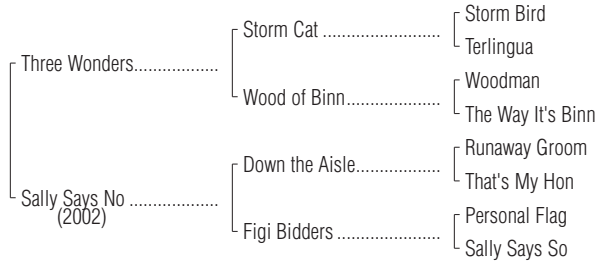 Storm Bird
Storm Cat ........................
Terlingua
Three Wonders.................
Woodman
Wood of Binn...................
The Way It's Binn
Runaway Groom
Down the Aisle.................
That's My Hon
Sally Says No ..................
(2002)
Personal Flag
Figi Bidders .....................
Sally Says So